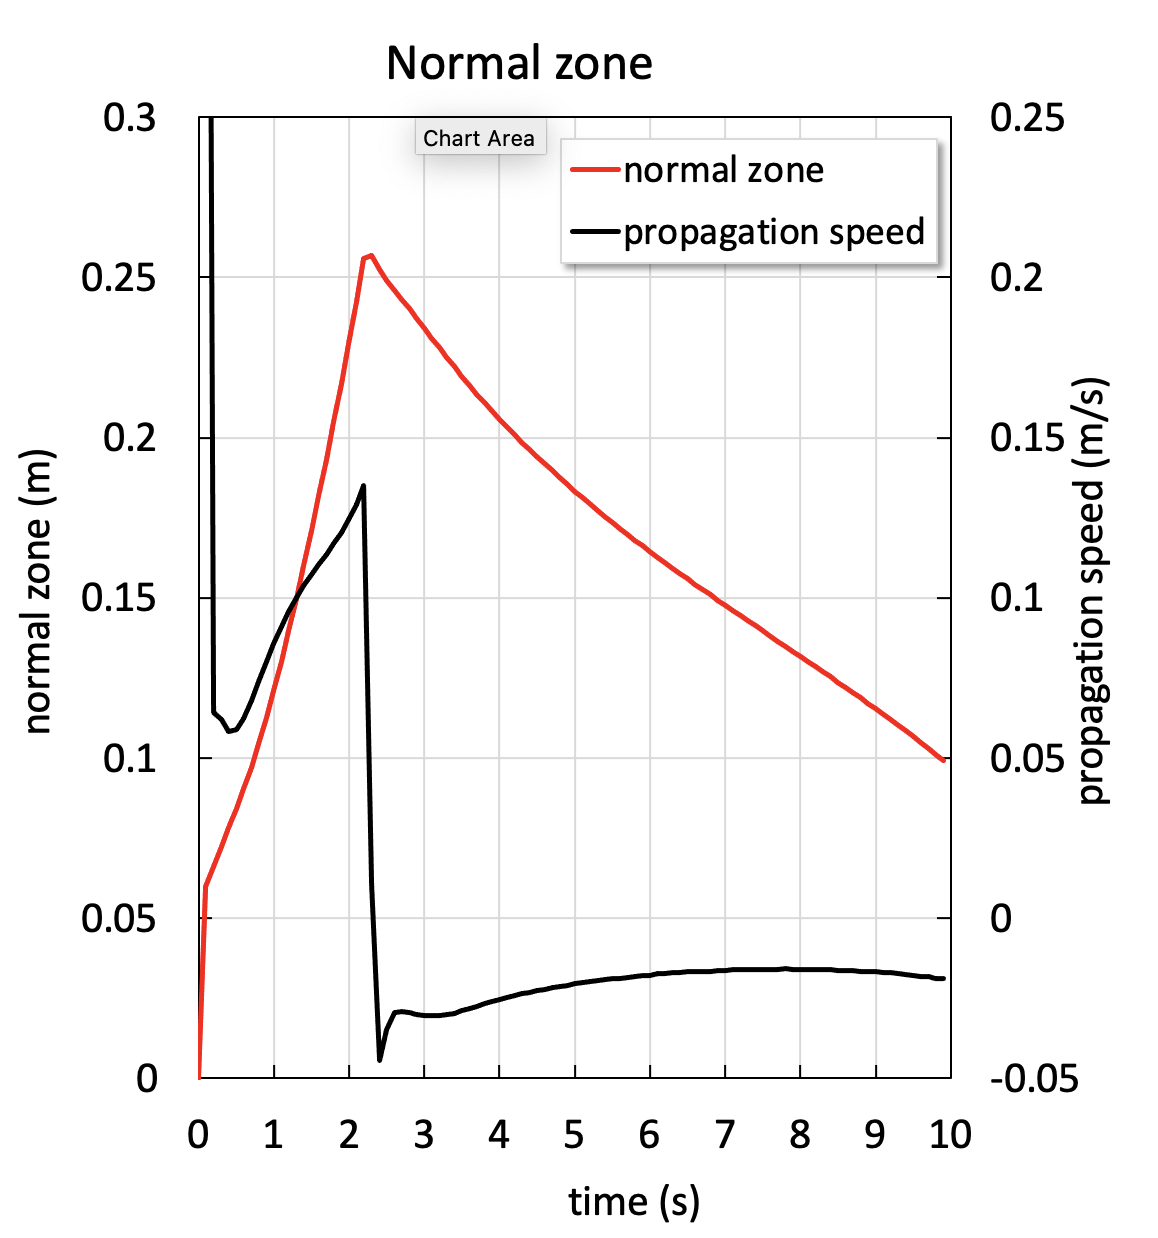 Normal zone
Chart Area
normal zone
propagation speed
0.3
0.25
0.2
0.15
0.1
0.05
0
normal zone (m)
0.25
0.2
0.15
0.1
0.05
0
-0.05
propagation speed (m/s)
0 1 2 3 4 5 6 7 8 9 10
time (s)